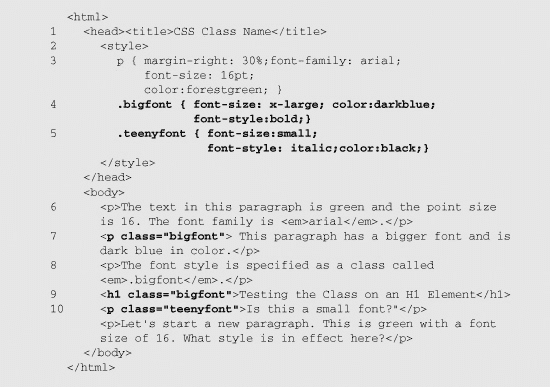 <html>
1 <head><title>CSS Class Name</title>
2 <style>
3 p { margin-right: 30%;font-family: arial;
font-size: 16pt;
color:forestgreen; }
4 .bigfont { font-size: x-large; color:darkblue;
font-style:bold;}
5 .teenyfont { font-size:small;
font-style: italic;color:black;}
</style>
</head>
<body>
6 <p>The text in this paragraph is green and the point size
is 16. The font family is <em>arial</em>.</p>
7 <p class="bigfont"> This paragraph has a bigger font and is
dark blue in color.</p>
8 <p>The font style is specified as a class called
<em>.bigfont</em>.</p>
9 <h1 class="bigfont">Testing the Class on an H1 Element</h1>
10 <p class="teenyfont">Is this a small font?"</p>
<p>Let's start a new paragraph. This is green with a font
size of 16. What style is in effect here?</p>
</body>
</html>